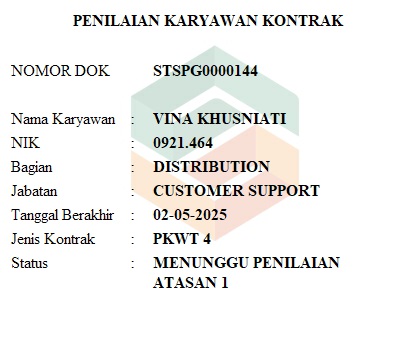 PENILAIAN KARYAWAN KONTRAK
NOMOR DOK STSPG0000144
Nama Karyawan : VINA KHUSNIATI
NIK : 0921.464
Bagian : DISTRIBUTION
Jabatan : CUSTOMER SUPPORT
Tanggal Berakhir : 02-05-2025
Jenis Kontrak : PKWT 4
Status : MENUNGGU PENILAIAN
ATASAN 1